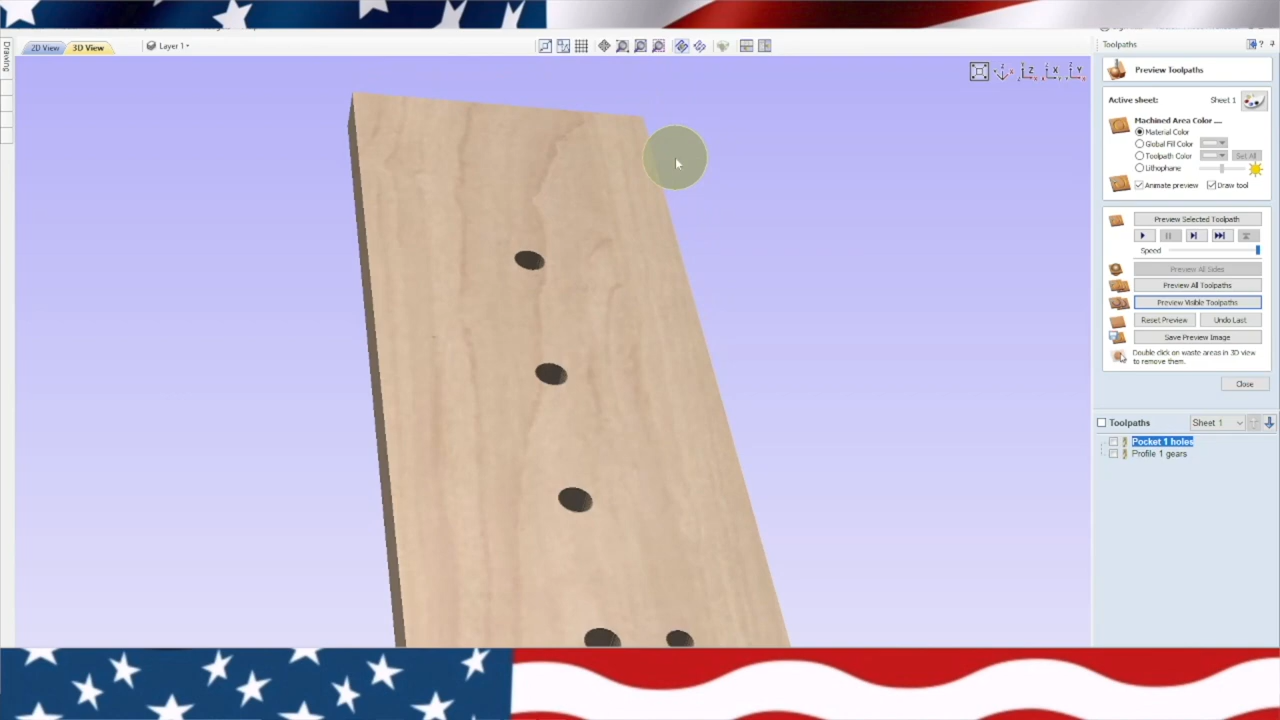 Toolpaths
?
Drawing
2D View
3D View
Layer 1
Z
X
Y
Preview Toolpaths
Active sheet:
Sheet 1
Machined Area Color ....
Material Color
Global Fill Color
Toolpath Color
Set All
Lithophane
Animate preview
Draw tool
Preview Selected Toolpath
Speed
Preview All Sides
Preview All Toolpaths
Preview Visible Toolpaths
Reset Preview
Undo Last
Save Preview Image
Double click on waste areas in 3D view
to remove them.
Close
Toolpaths
Sheet 1
Pocket 1 holes
Profile 1 gears